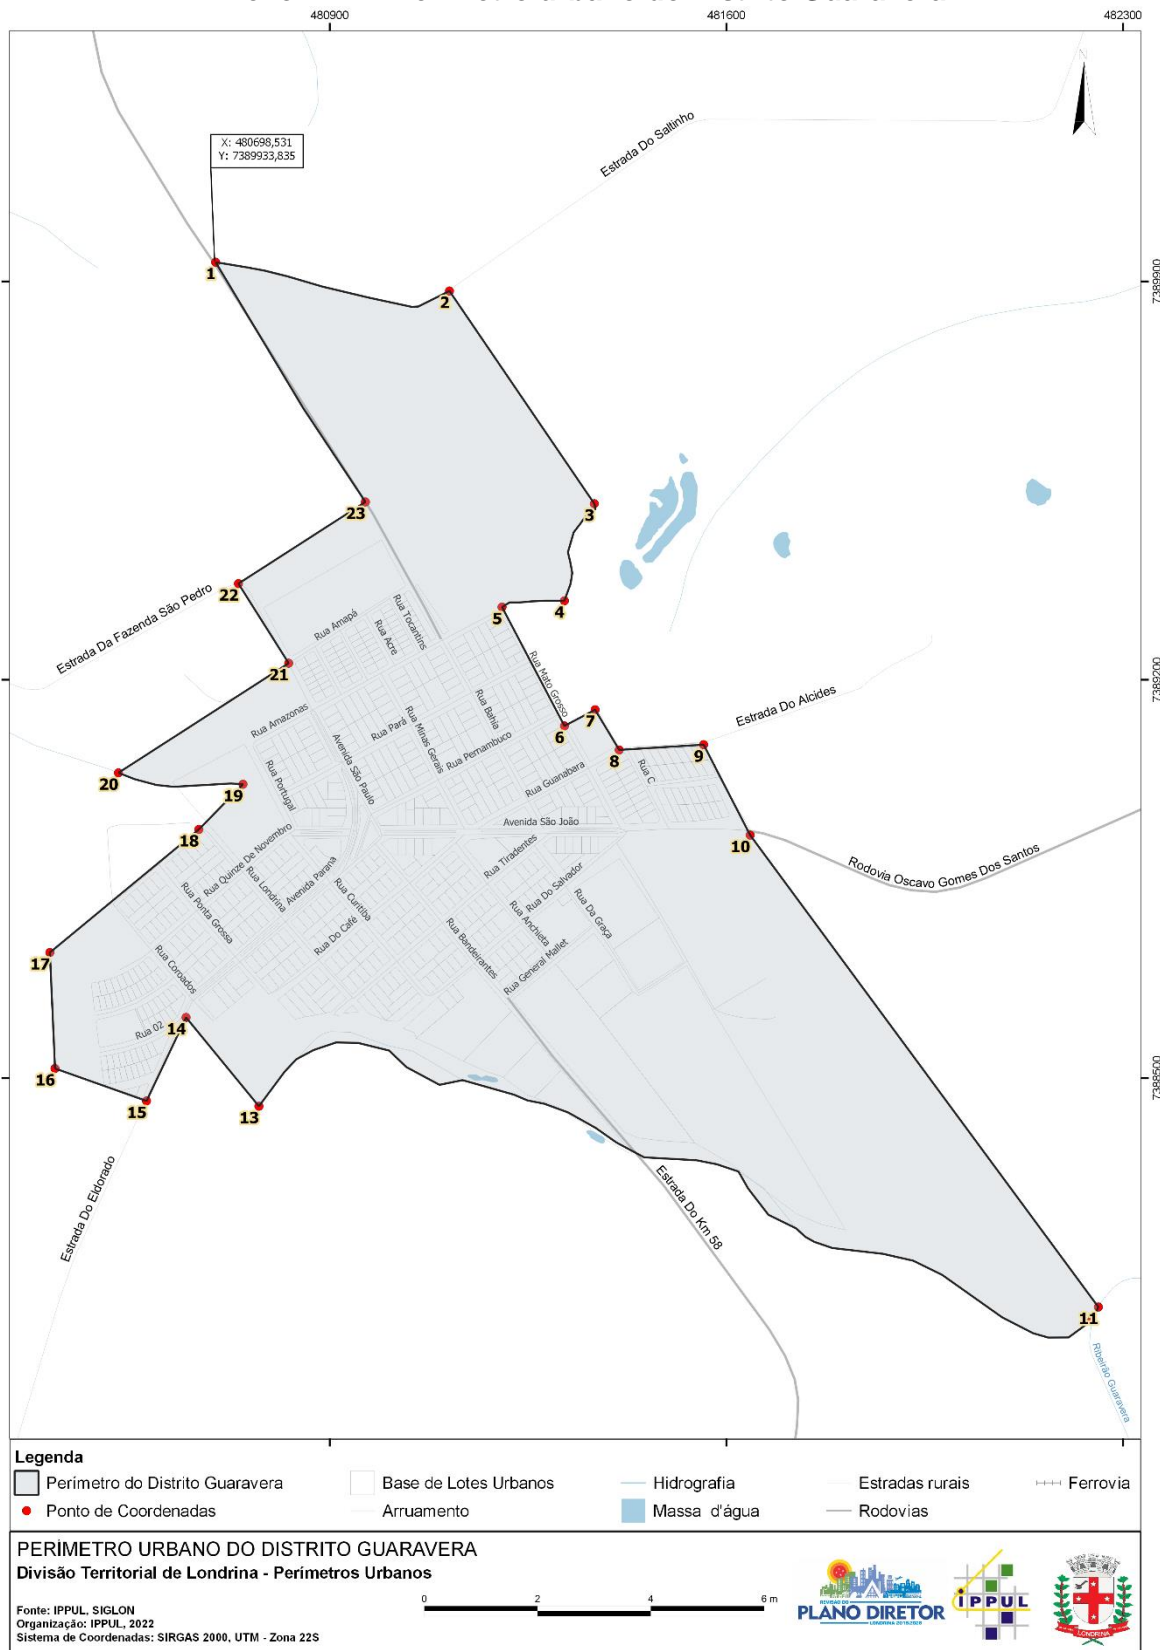 480900
481600
482300
X: 480698,531
Y: 7389933,835
N
Estrada Do Saltinho
1
2
7389900
3
23
22
4
5
Estrada Da Fazenda São Pedro
Rua Amapá
Rua Acre
Rua Tocantins
21
Rua Mato Grosso
7389200
Rua Amazonas
Rua Pará
Rua Minas Gerais
Rua Bahia
Rua Pernambuco
6
7
Estrada Do Alcides
8
9
20
19
Rua Portugal
Avenida São Paulo
Rua Guanabara
Rua C
18
Avenida São João
10
Rua Quinze De Novembro
Rua Londrina
Avenida Parana
Rua Curitiba
Rua Tiradentes
Rua Do Salvador
Rodovia Oscavo Gomes Dos Santos
Rua Ponta Grossa
Rua Do Café
Rua Anchieta
Rua Da Graça
Rua Bandeirantes
Rua General Mallet
17
Rua Coroados
Rua 02
14
16
15
13
7388500
Estrada Do Eldorado
Estrada Do Km 58
11
Ribeirão Guaravera
Legenda
Perímetro do Distrito Guaravera
Base de Lotes Urbanos
Hidrografia
Estradas rurais
Ferrovia
Ponto de Coordenadas
Arruamento
Massa d'água
Rodovias
PERÍMETRO URBANO DO DISTRITO GUARAVERA
Divisão Territorial de Londrina - Perímetros Urbanos
0 2 4 6 m
Fonte: IPPUL, SIGLON
Organização: IPPUL, 2022
Sistema de Coordenadas: SIRGAS 2000, UTM - Zona 22S
REVISÃO DO
PLANO DIRETOR
LONDRINA 2018/2028
IPPUL
LONDRINA